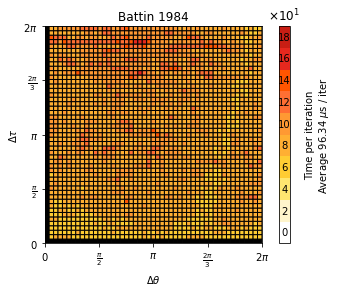 Battin 1984
×10¹
2π
2π/3
π
π/2
0
Δτ
0
π/2
π
2π/3
2π
Δθ
18
16
14
12
10
8
6
4
2
0
Time per iteration
Average 96.34 μs / iter